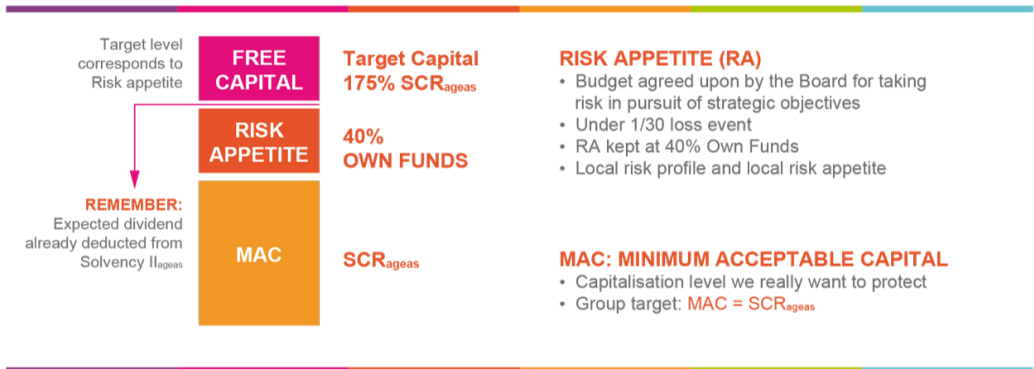 Target level
corresponds to
Risk appetite
FREE
CAPITAL
Target Capital
175% SCRageas
RISK APPETITE (RA)
• Budget agreed upon by the Board for taking
risk in pursuit of strategic objectives
• Under 1/30 loss event
• RA kept at 40% Own Funds
• Local risk profile and local risk appetite
RISK
APPETITE
40%
OWN FUNDS
REMEMBER:
Expected dividend
already deducted from
Solvency IIageas
MAC
SCRageas
MAC: MINIMUM ACCEPTABLE CAPITAL
• Capitalisation level we really want to protect
• Group target: MAC = SCRageas